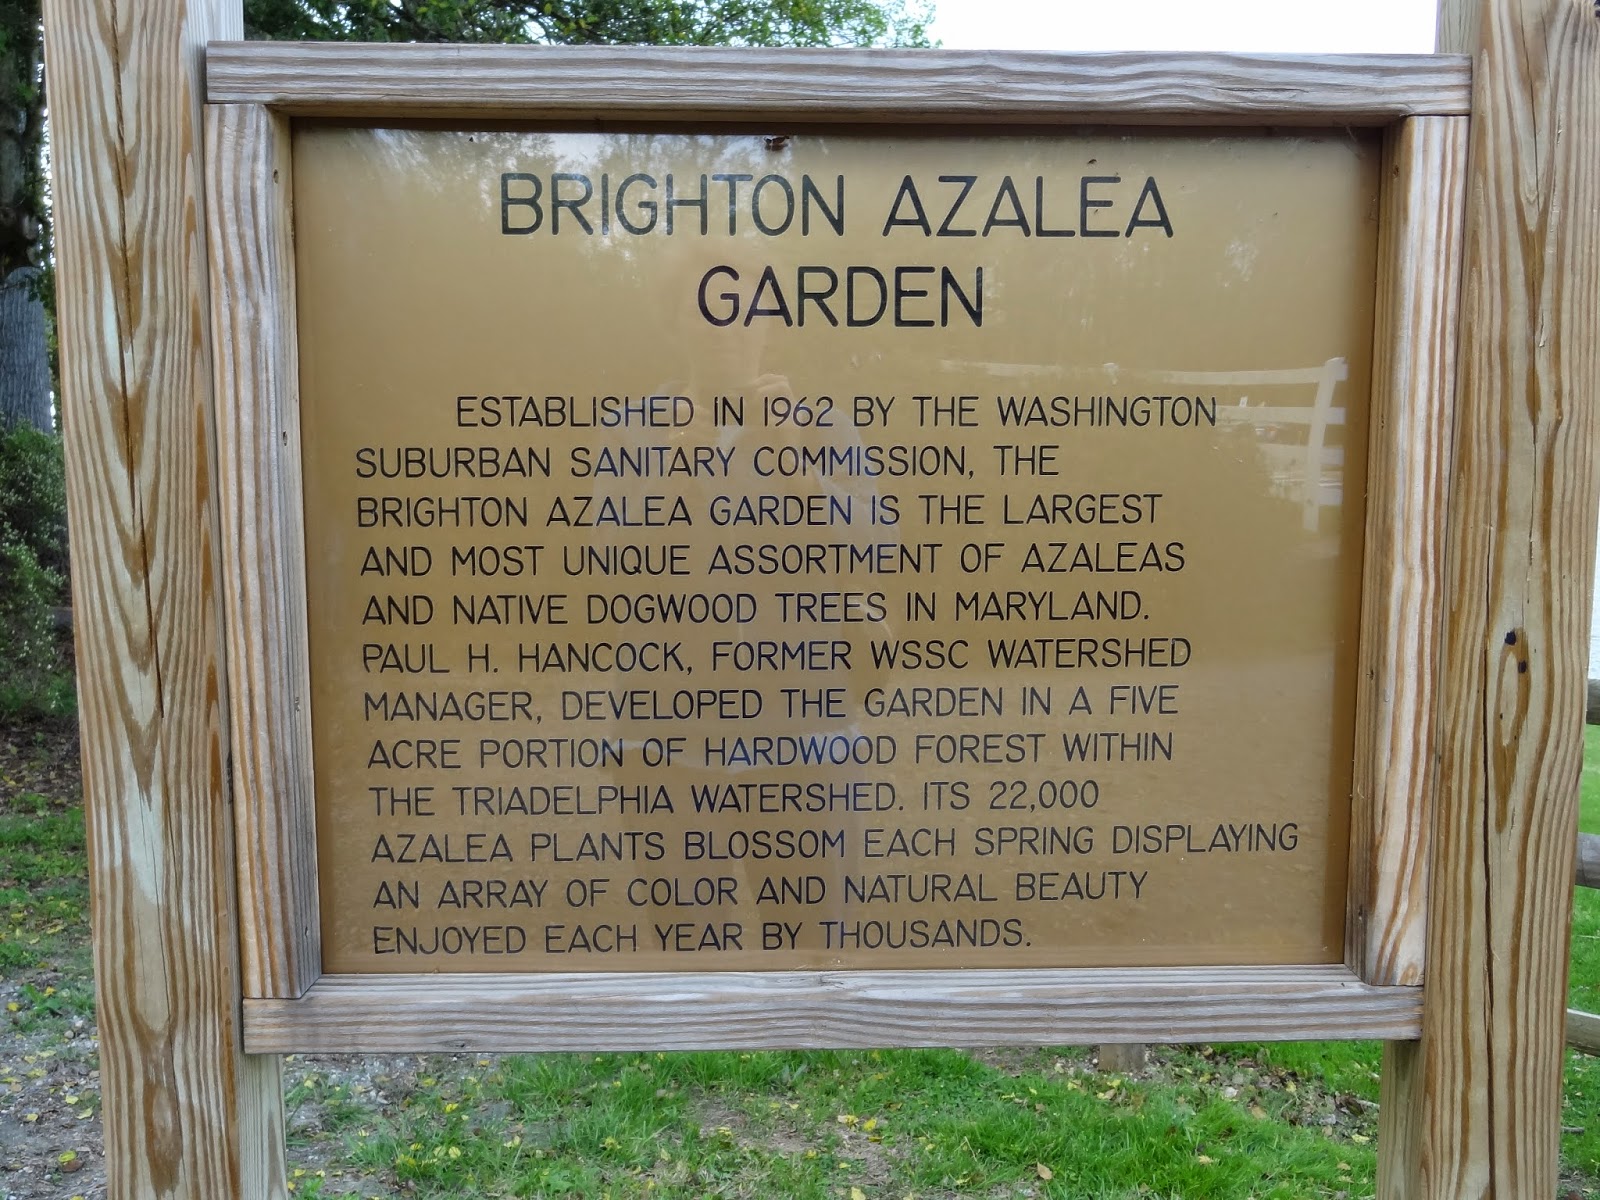 BRIGHTON AZALEA
GARDEN
ESTABLISHED IN 1962 BY THE WASHINGTON
SUBURBAN SANITARY COMMISSION, THE
BRIGHTON AZALEA GARDEN IS THE LARGEST
AND MOST UNIQUE ASSORTMENT OF AZALEAS
AND NATIVE DOGWOOD TREES IN MARYLAND.
PAUL H. HANCOCK, FORMER WSSC WATERSHED
MANAGER, DEVELOPED THE GARDEN IN A FIVE
ACRE PORTION OF HARDWOOD FOREST WITHIN
THE TRIADELPHIA WATERSHED. ITS 22,000
AZALEA PLANTS BLOSSOM EACH SPRING DISPLAYING
AN ARRAY OF COLOR AND NATURAL BEAUTY
ENJOYED EACH YEAR BY THOUSANDS.